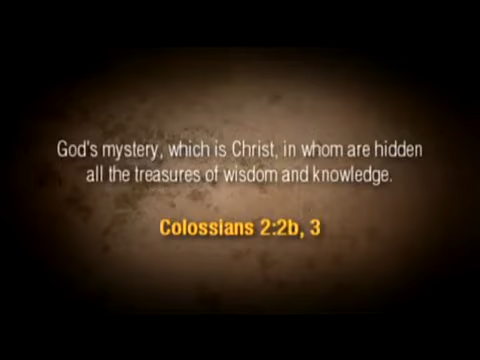 God's mystery, which is Christ, in whom are hidden
all the treasures of wisdom and knowledge.
Colossians 2:2b, 3